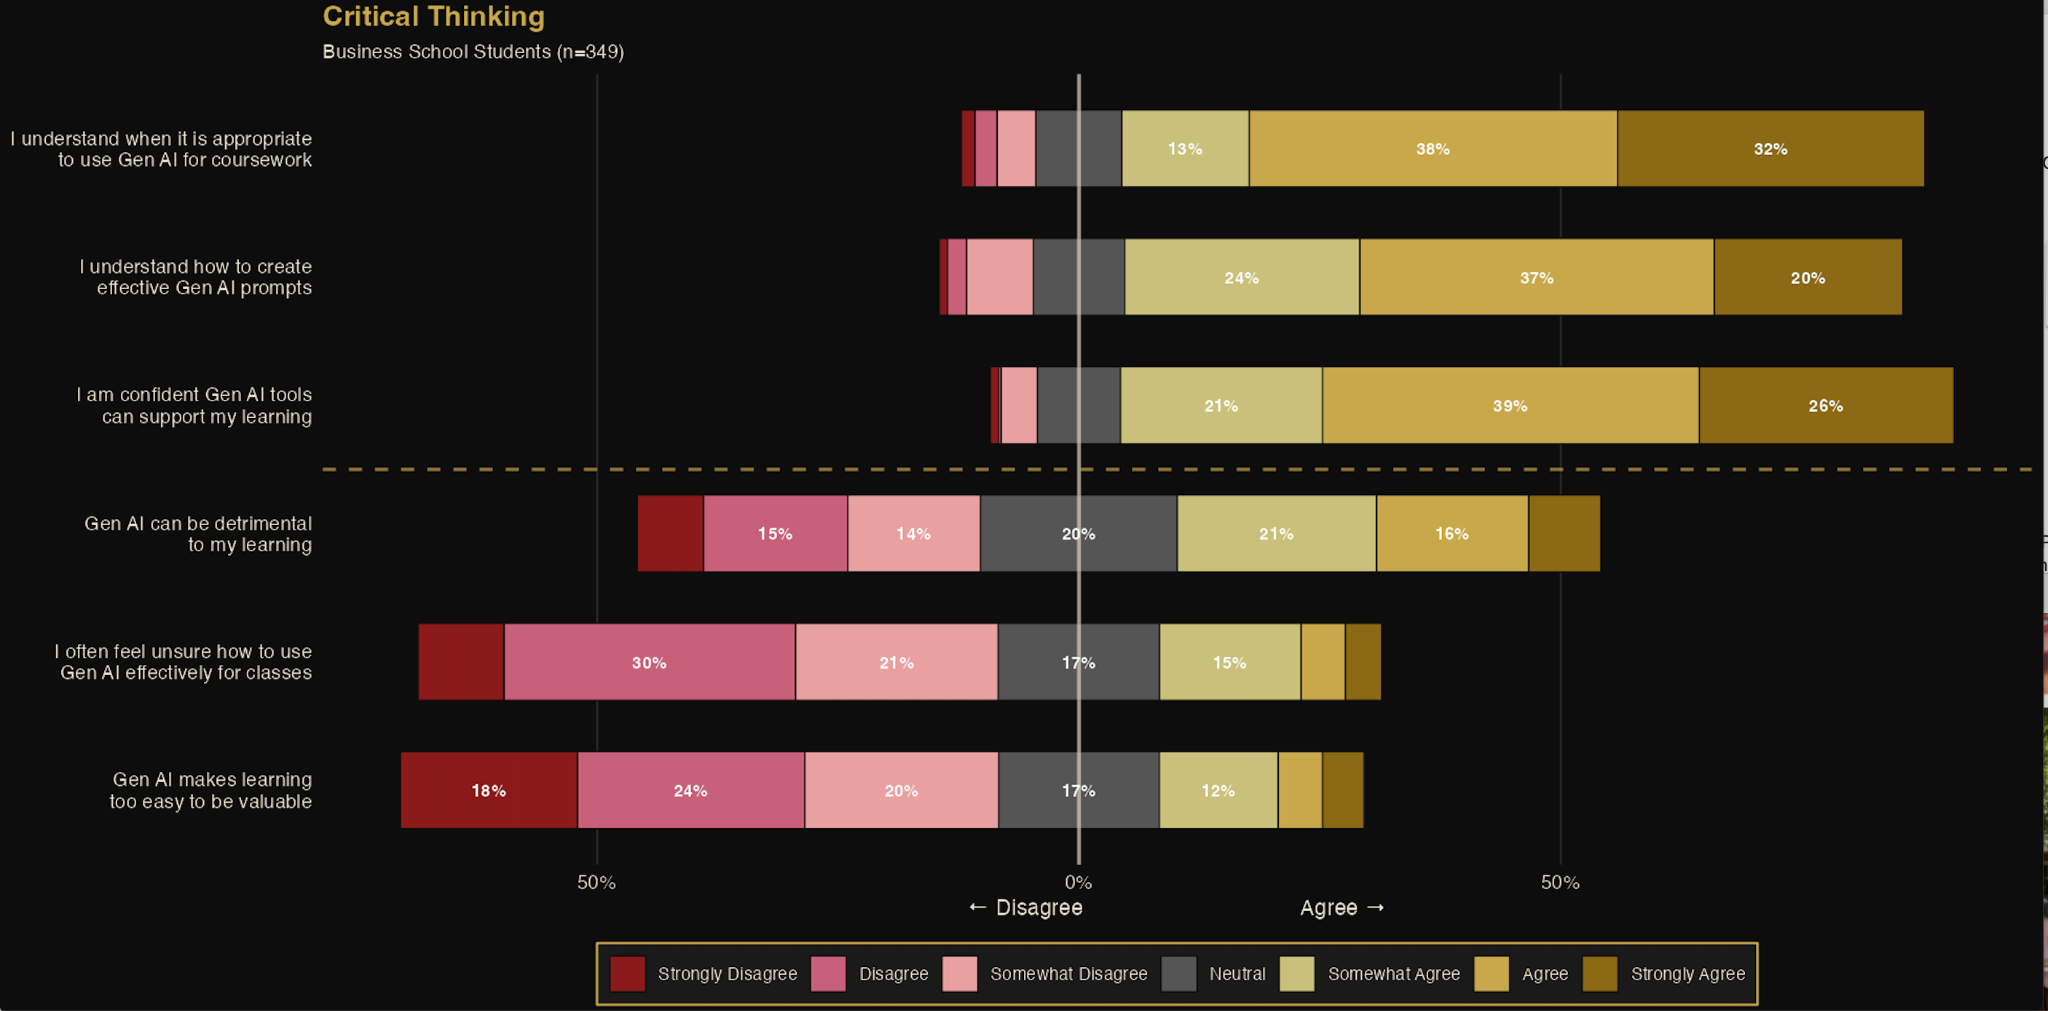 Critical Thinking
Business School Students (n=349)
I understand when it is appropriate
to use Gen AI for coursework
13%
38%
32%
I understand how to create
effective Gen AI prompts
24%
37%
20%
I am confident Gen AI tools
can support my learning
21%
39%
26%
Gen AI can be detrimental
to my learning
15%
14%
20%
21%
16%
I often feel unsure how to use
Gen AI effectively for classes
30%
21%
17%
15%
Gen AI makes learning
too easy to be valuable
18%
24%
20%
17%
12%
50%
0%
50%
← Disagree
Agree →
Strongly Disagree
Disagree
Somewhat Disagree
Neutral
Somewhat Agree
Agree
Strongly Agree